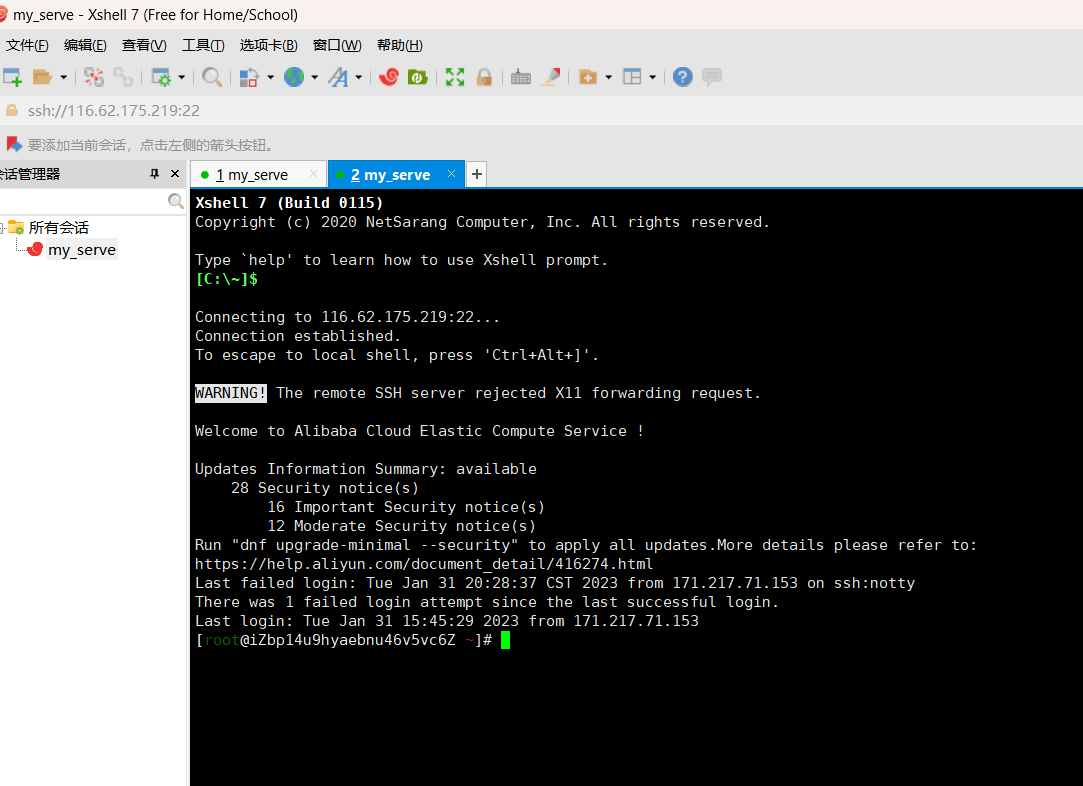 my_serve - Xshell 7 (Free for Home/School)
文件(F) 编辑(E) 查看(V) 工具(T) 选项卡(B) 窗口(W) 帮助(H)
ssh://116.62.175.219:22
要添加当前会话，点击左侧的箭头按钮。
话管理器
1 my_serve
2 my_serve
所有会话
my_serve
Xshell 7 (Build 0115)
Copyright (c) 2020 NetSarang Computer, Inc. All rights reserved.
Type `help' to learn how to use Xshell prompt.
[C:\~]$
Connecting to 116.62.175.219:22...
Connection established.
To escape to local shell, press 'Ctrl+Alt+]'.
WARNING! The remote SSH server rejected X11 forwarding request.
Welcome to Alibaba Cloud Elastic Compute Service !
Updates Information Summary: available
28 Security notice(s)
16 Important Security notice(s)
12 Moderate Security notice(s)
Run "dnf upgrade-minimal --security" to apply all updates.More details please refer to:
https://help.aliyun.com/document_detail/416274.html
Last failed login: Tue Jan 31 20:28:37 CST 2023 from 171.217.71.153 on ssh:notty
There was 1 failed login attempt since the last successful login.
Last login: Tue Jan 31 15:45:29 2023 from 171.217.71.153
[root@iZbp14u9hyaebnu46v5vc6Z ~]#